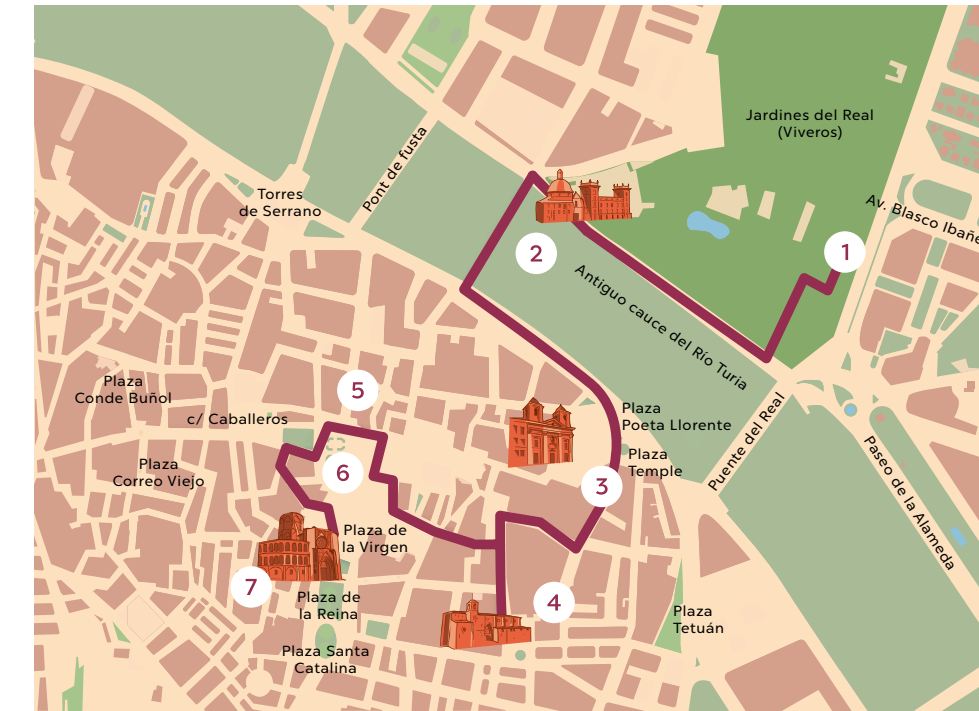 Jardines del Real
(Viveros)
Pont de fusta
Torres
de Serrano
Av. Blasco Ibañe
1
2
Antiguo cauce del Río Turia
Plaza
Conde Buñol
5
c/ Caballeros
Plaza
Poeta Llorente
Puente del Real
Plaza
Temple
Paseo de la Alameda
Plaza
Correo Viejo
6
3
Plaza de
la Virgen
7
Plaza de
la Reina
4
Plaza
Tetuán
Plaza Santa
Catalina